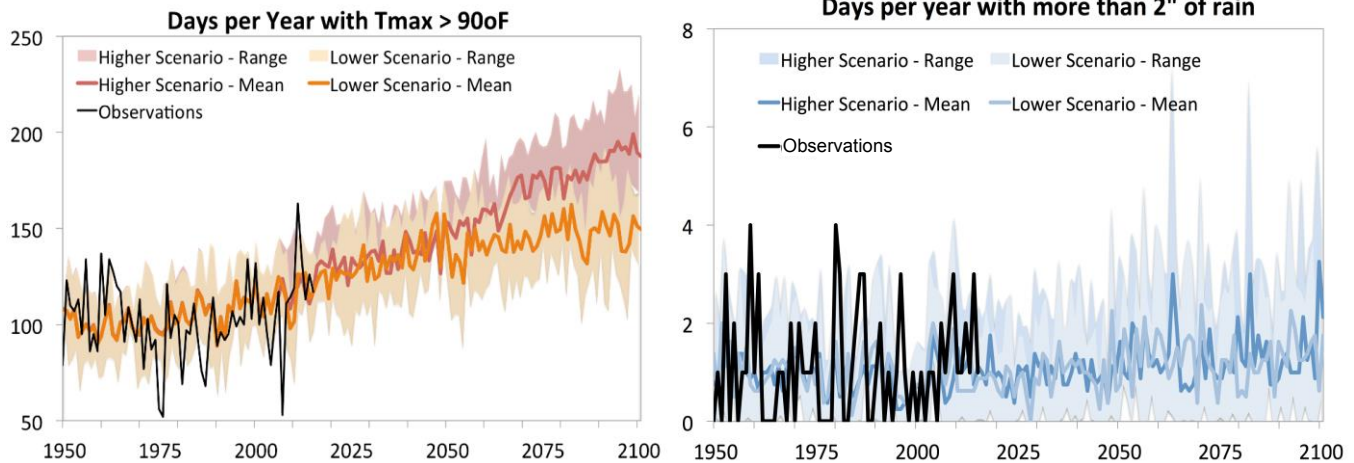 Days per Year with Tmax > 90oF
250
200
150
100
50
Higher Scenario - Range
Lower Scenario - Range
Higher Scenario - Mean
Lower Scenario - Mean
Observations
1950 1975 2000 2025 2050 2075 2100
Days per year with more than 2" of rain
8
6
4
2
0
Higher Scenario - Range
Lower Scenario - Range
Higher Scenario - Mean
Lower Scenario - Mean
Observations
1950 1975 2000 2025 2050 2075 2100